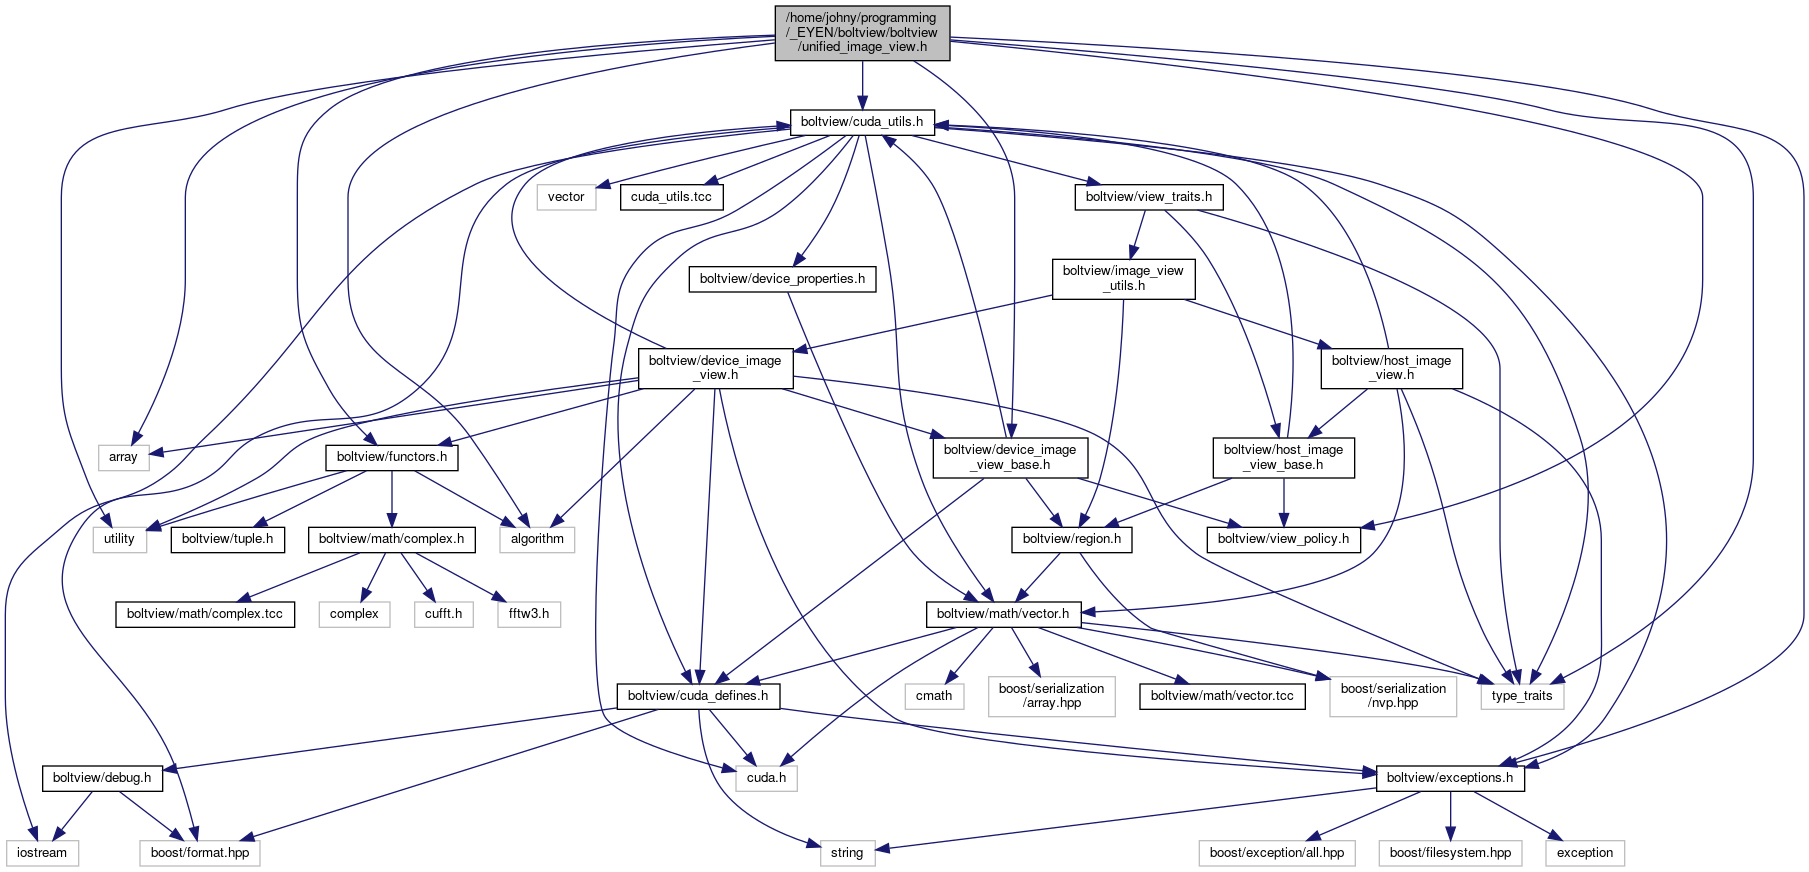 /home/johny/programming
/_EYEN/boltview/boltview
/unified_image_view.h
boltview/cuda_utils.h
vector
cuda_utils.tcc
boltview/view_traits.h
boltview/device_properties.h
boltview/image_view
_utils.h
boltview/device_image
_view.h
boltview/host_image
_view.h
array
boltview/functors.h
boltview/device_image
_view_base.h
boltview/host_image
_view_base.h
utility
boltview/tuple.h
boltview/math/complex.h
algorithm
boltview/region.h
boltview/view_policy.h
boltview/math/complex.tcc
complex
cufft.h
fftw3.h
boltview/math/vector.h
boltview/cuda_defines.h
cmath
boost/serialization
/array.hpp
boltview/math/vector.tcc
boost/serialization
/nvp.hpp
type_traits
boltview/debug.h
cuda.h
boltview/exceptions.h
iostream
boost/format.hpp
string
boost/exception/all.hpp
boost/filesystem.hpp
exception